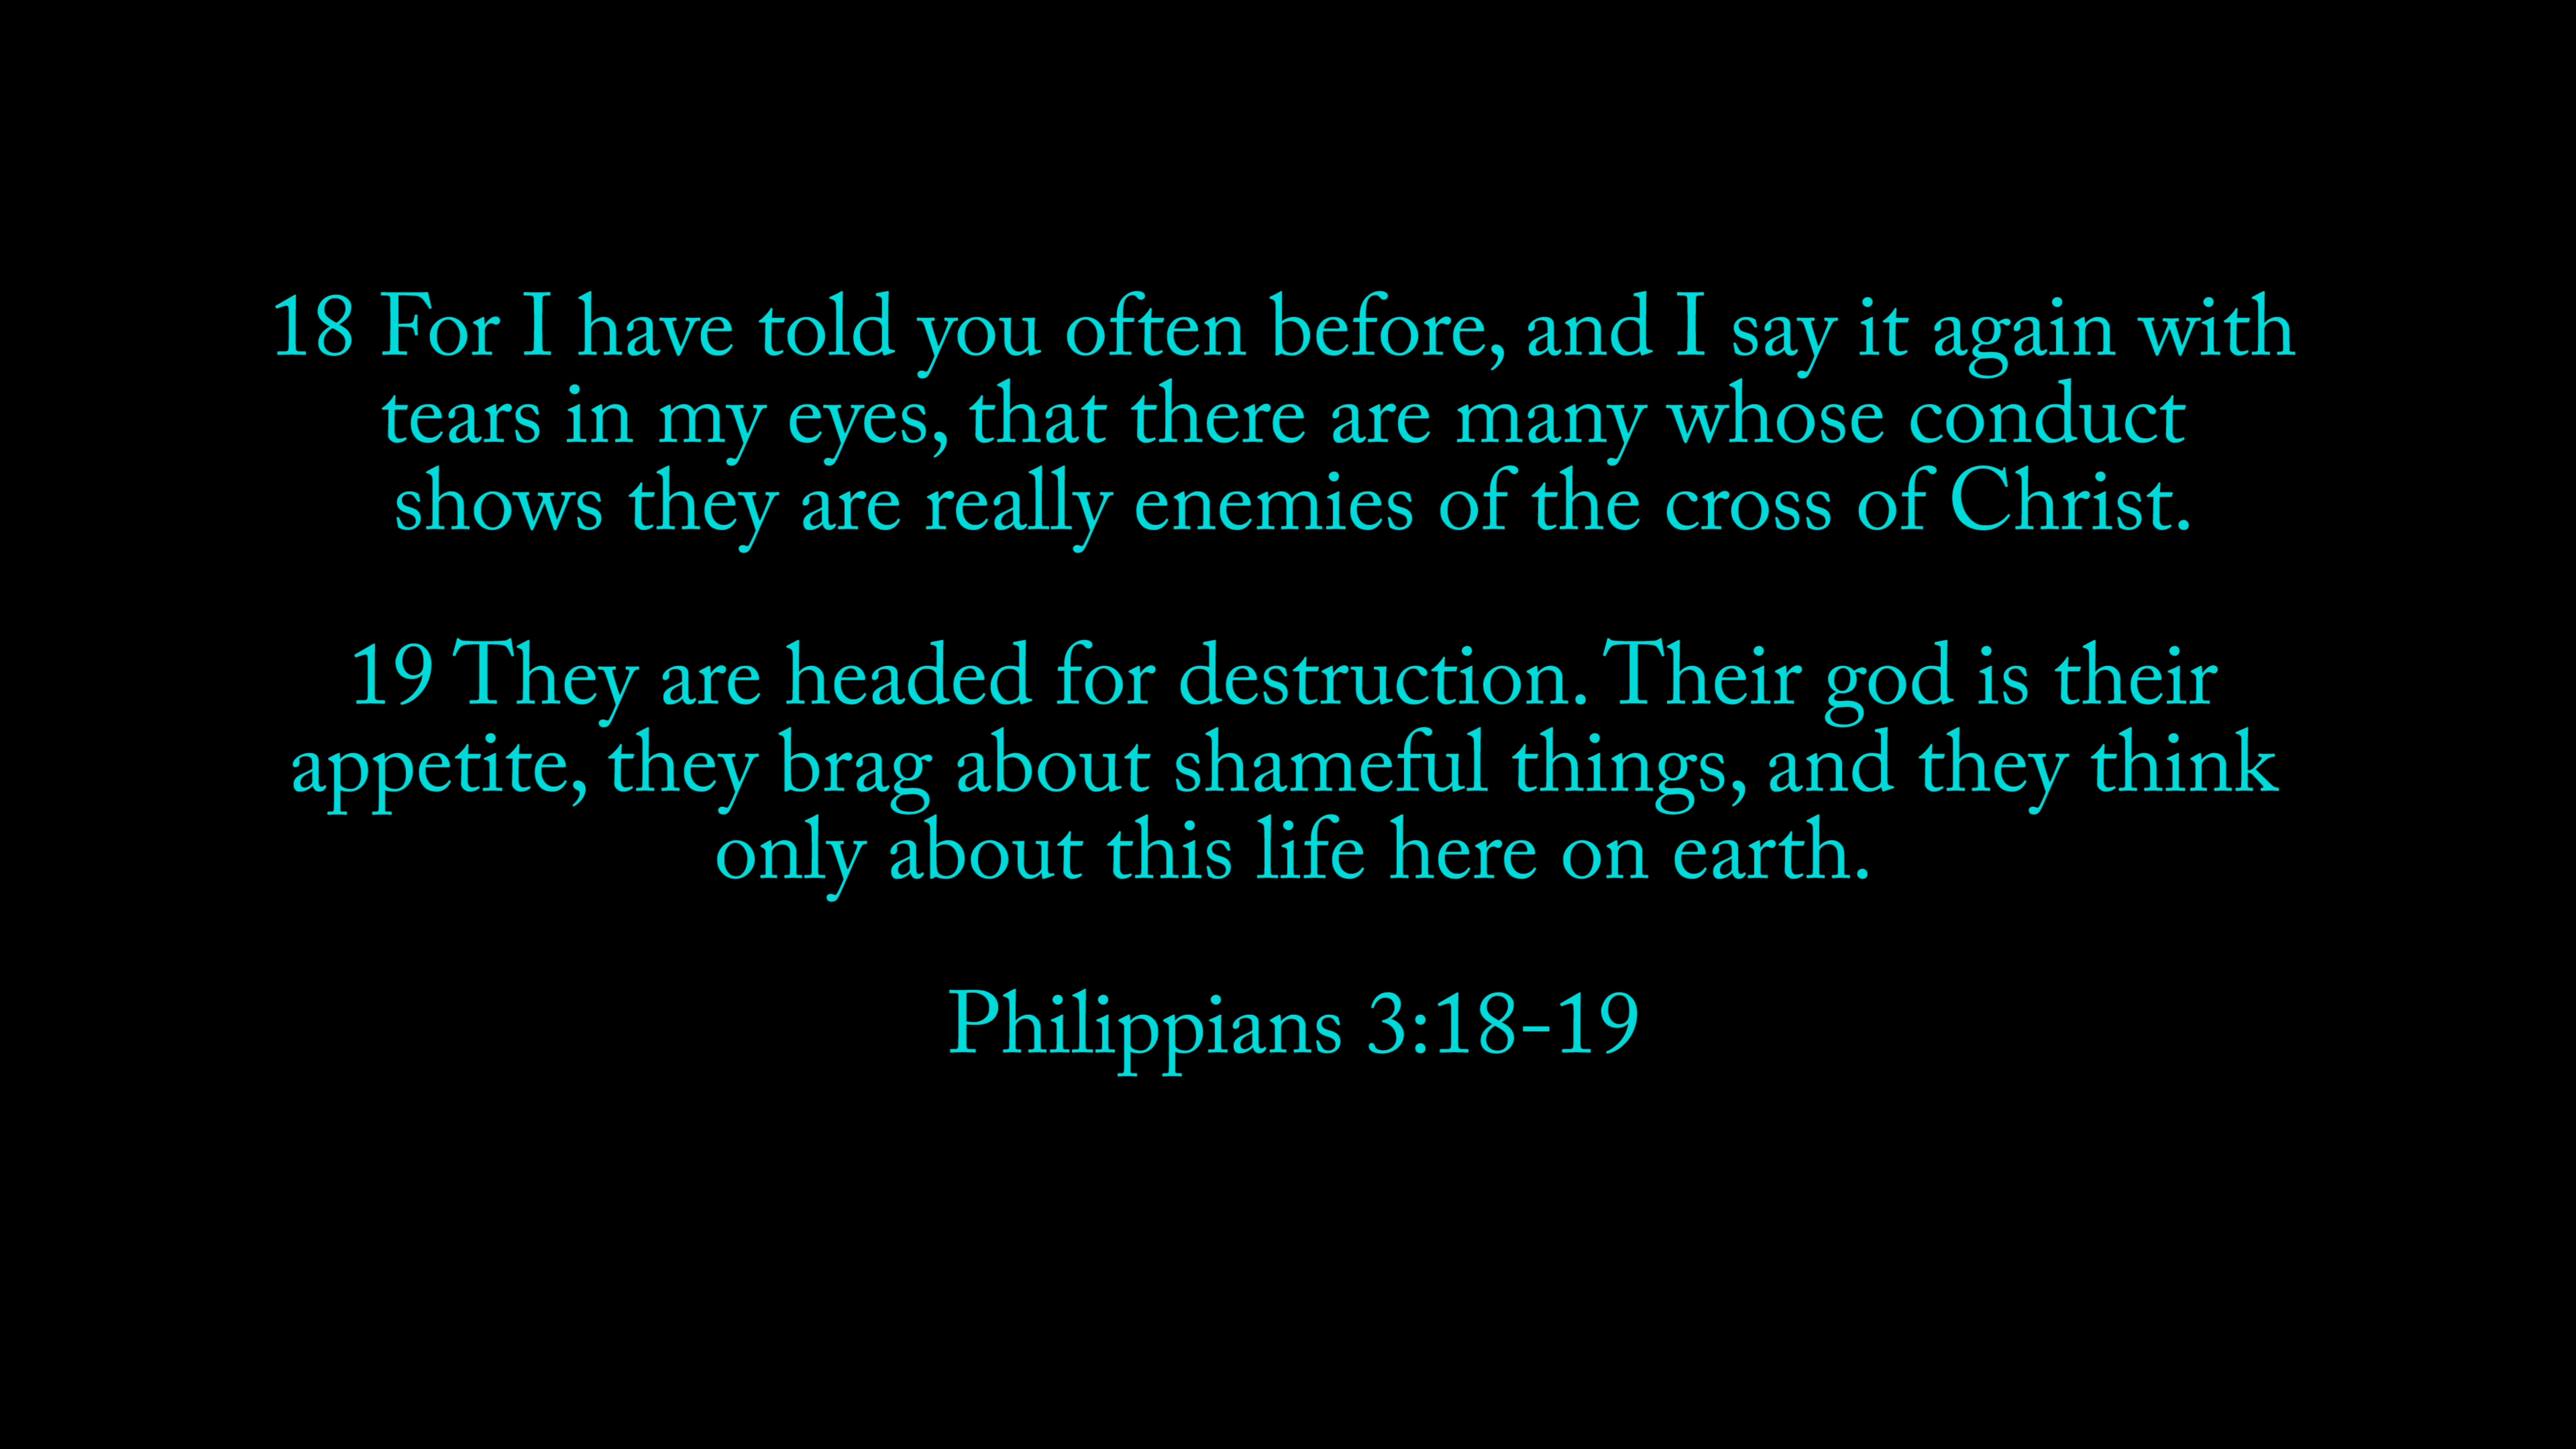 18 For I have told you often before, and I say it again with
tears in my eyes, that there are many whose conduct
shows they are really enemies of the cross of Christ.
19 They are headed for destruction. Their god is their
appetite, they brag about shameful things, and they think
only about this life here on earth.
Philippians 3:18-19